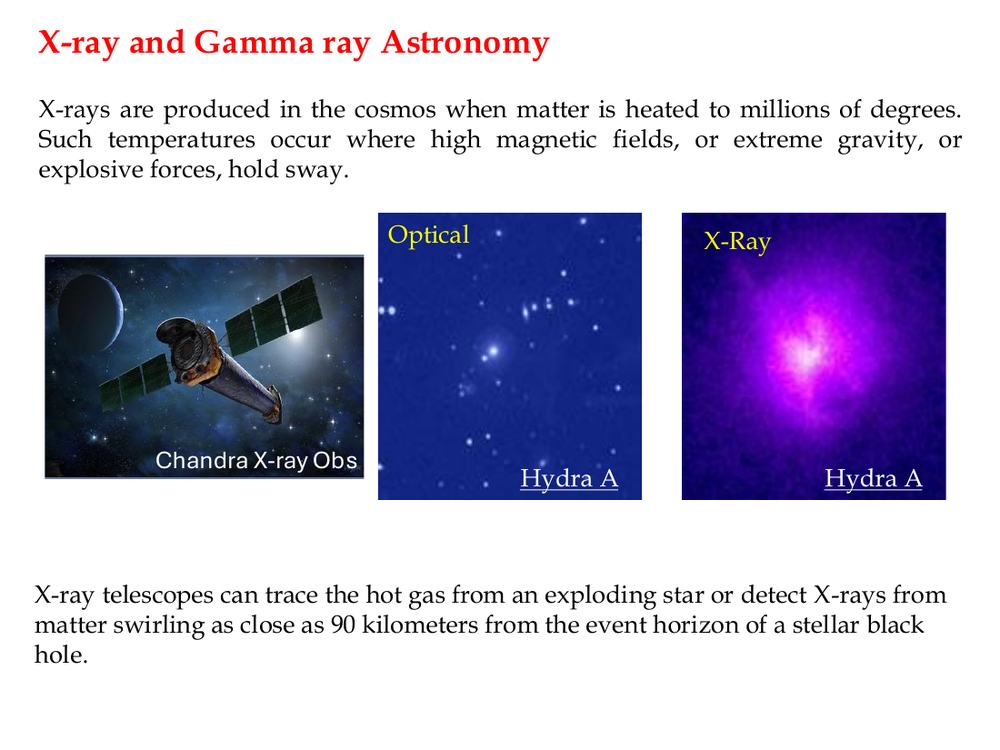 X-ray and Gamma ray Astronomy
X-rays are produced in the cosmos when matter is heated to millions of degrees.
Such temperatures occur where high magnetic fields, or extreme gravity, or
explosive forces, hold sway.
Optical
X-Ray
Chandra X-ray Obs
Hydra A
Hydra A
X-ray telescopes can trace the hot gas from an exploding star or detect X-rays from
matter swirling as close as 90 kilometers from the event horizon of a stellar black
hole.